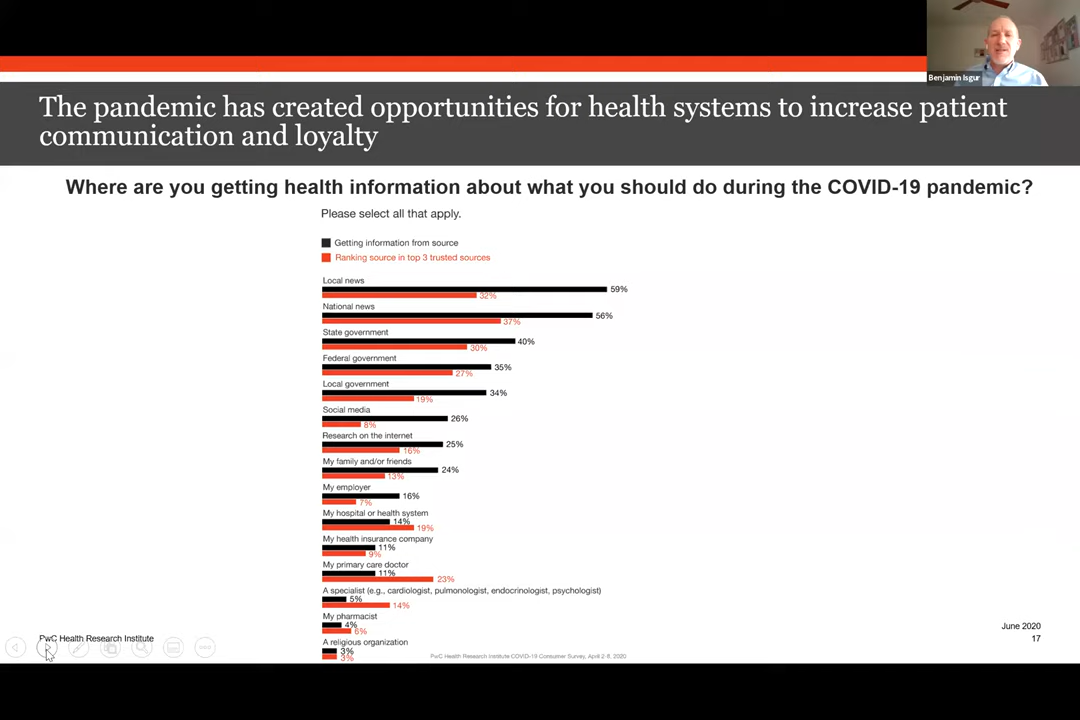 Benjamin Isgur
The pandemic has created opportunities for health systems to increase patient
communication and loyalty
Where are you getting health information about what you should do during the COVID-19 pandemic?
Please select all that apply.
Getting information from source
Ranking source in top 3 trusted sources
Local news
59%
32%
National news
56%
37%
State government
40%
30%
Federal government
35%
27%
Local government
34%
19%
Social media
26%
8%
Research on the internet
25%
16%
My family and/or friends
24%
13%
My employer
16%
7%
My hospital or health system
14%
19%
My health insurance company
11%
9%
My primary care doctor
11%
23%
A specialist (e.g., cardiologist, pulmonologist, endocrinologist, psychologist)
5%
14%
My pharmacist
4%
6%
A religious organization
3%
3%
PwC Health Research Institute COVID-19 Consumer Survey, April 2-8, 2020
PwC Health Research Institute
June 2020
17